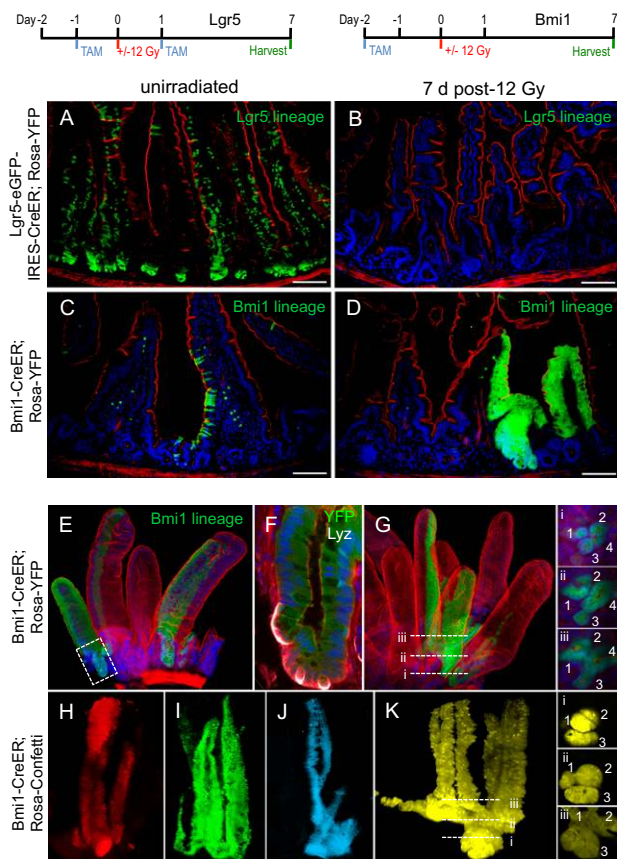 Day-2 -1 0 1 Lgr5 7
TAM +/-12 Gy TAM Harvest
Day-2 -1 0 1 Bmi1 7
TAM +/- 12 Gy Harvest
unirradiated
7 d post-12 Gy
Lgr5-eGFP-
IRES-CreER; Rosa-YFP
A Lgr5 lineage
B Lgr5 lineage
Bmi1-CreER;
Rosa-YFP
C Bmi1 lineage
D Bmi1 lineage
Bmi1-CreER;
Rosa-YFP
E Bmi1 lineage
F YFP
Lyz
G
iii
ii
i
i
1 2
3 4
ii
1 2
3 4
iii
1 2
3 4
Bmi1-CreER;
Rosa-Confetti
H
I
J
K
iii
ii
i
i
1 2
3
ii
1 2
3
iii
1 2
3